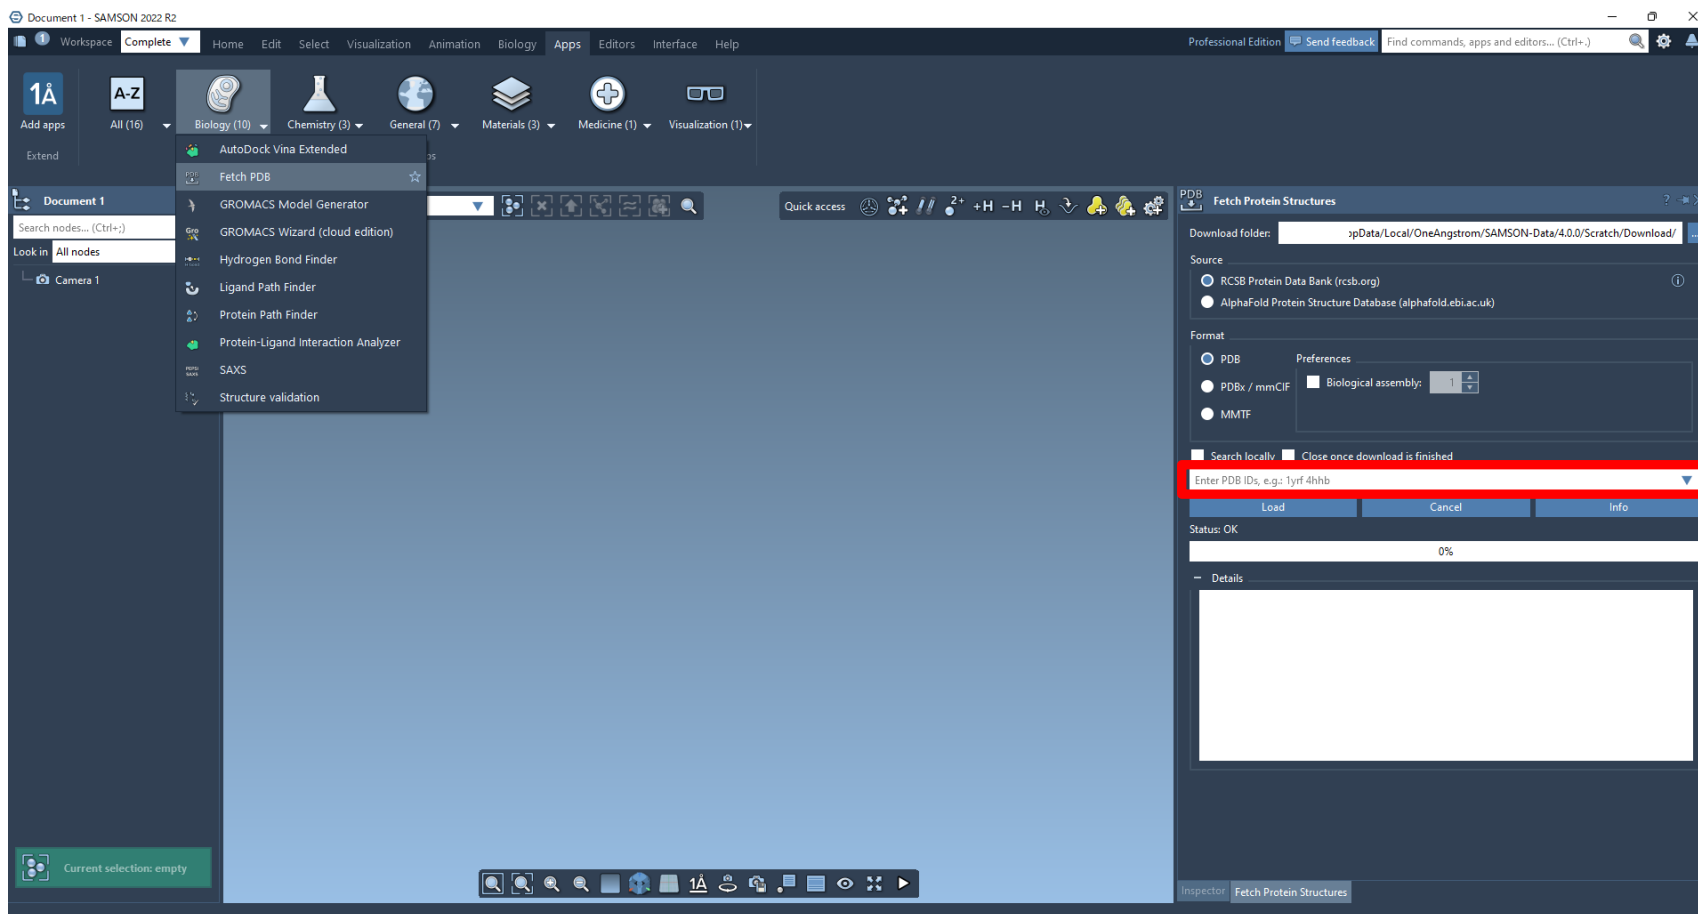 Document 1 - SAMSON 2022 R2
1 Workspace Complete Home Edit Select Visualization Animation Biology Apps Editors Interface Help Professional Edition Send feedback Find commands, apps and editors... (Ctrl+.)
1Å A-Z
Add apps All (16) Biology (10) Chemistry (3) General (7) Materials (3) Medicine (1) Visualization (1)
Extend
AutoDock Vina Extended
Fetch PDB
GROMACS Model Generator
GROMACS Wizard (cloud edition)
Hydrogen Bond Finder
Ligand Path Finder
Protein Path Finder
Protein-Ligand Interaction Analyzer
SAXS
Structure validation
Document 1
Search nodes... (Ctrl+;)
Look in All nodes
Camera 1
Current selection: empty
Quick access 2+ +H -H H
1Å
PDB Fetch Protein Structures ?
Download folder: ppData/Local/OneAngstrom/SAMSON-Data/4.0.0/Scratch/Download/ ...
Source
RCSB Protein Data Bank (rcsb.org)
AlphaFold Protein Structure Database (alphafold.ebi.ac.uk)
Format
PDB Preferences
PDBx / mmCIF Biological assembly: 1
MMTF
Search locally Close once download is finished
Enter PDB IDs, e.g.: 1yrf 4hhb
Load Cancel Info
Status: OK
0%
Details
Inspector Fetch Protein Structures